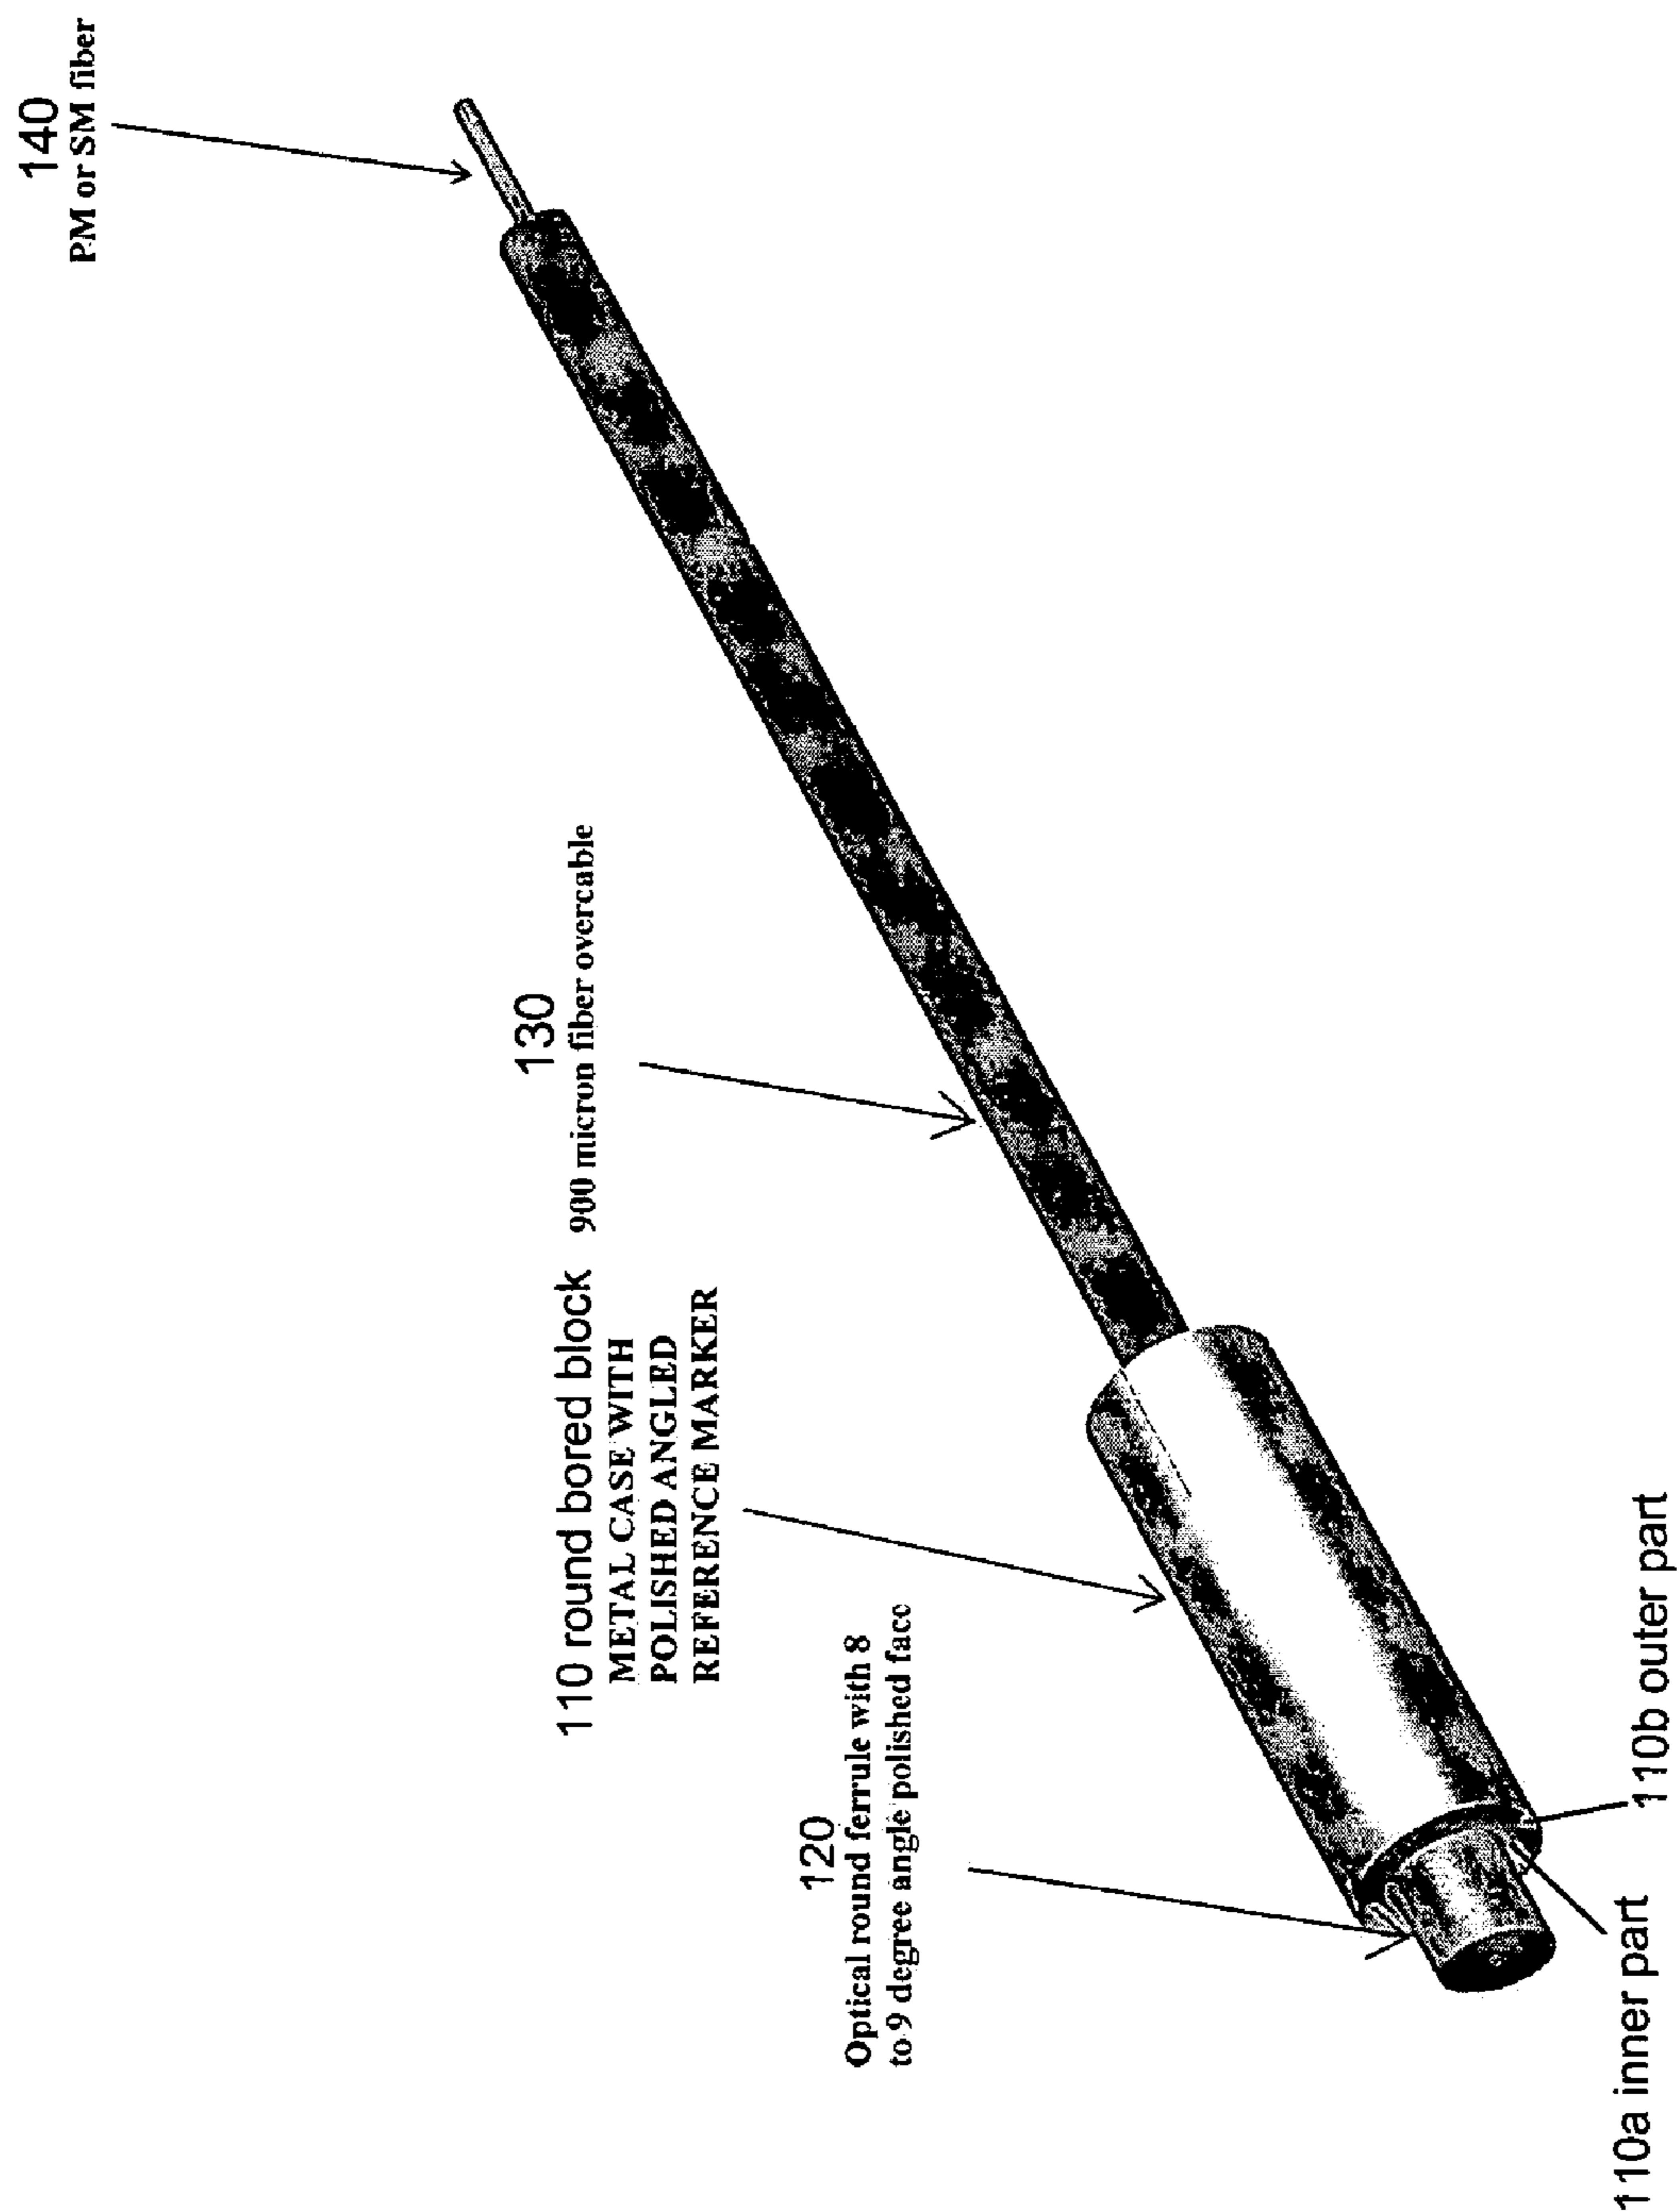 140
PM or SM fiber
130
900 micron fiber overcable
110 round bored block
METAL CASE WITH
POLISHED ANGLED
REFERENCE MARKER
120
Optical round ferrule with 8
to 9 degree angle polished face
110a inner part
110b outer part